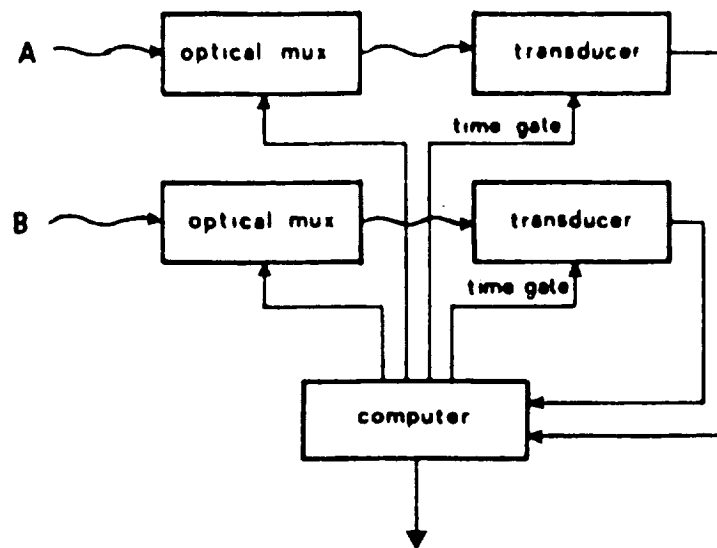 A
optical mux
transducer
time gate
B
optical mux
transducer
time gate
computer